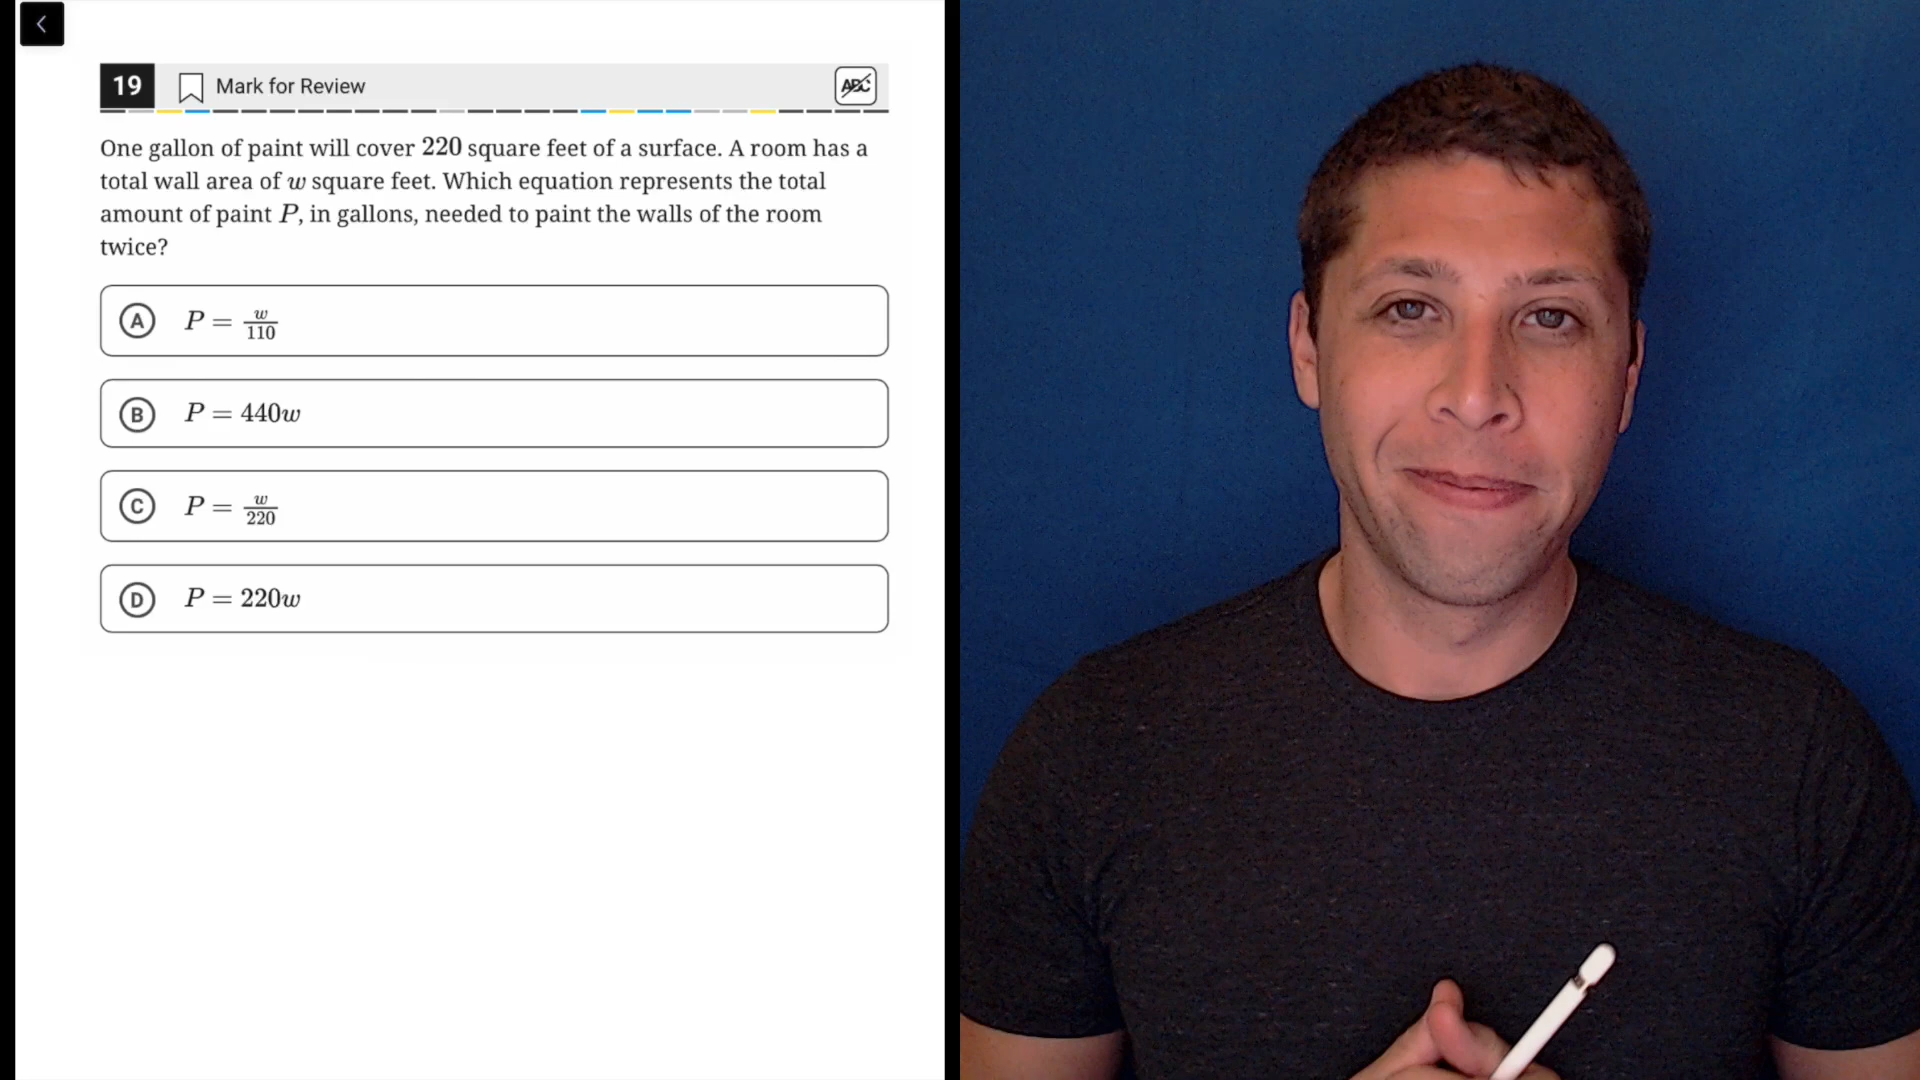 19 Mark for Review ABC
One gallon of paint will cover 220 square feet of a surface. A room has a
total wall area of w square feet. Which equation represents the total
amount of paint P, in gallons, needed to paint the walls of the room
twice?
A P = w/110
B P = 440w
C P = w/220
D P = 220w